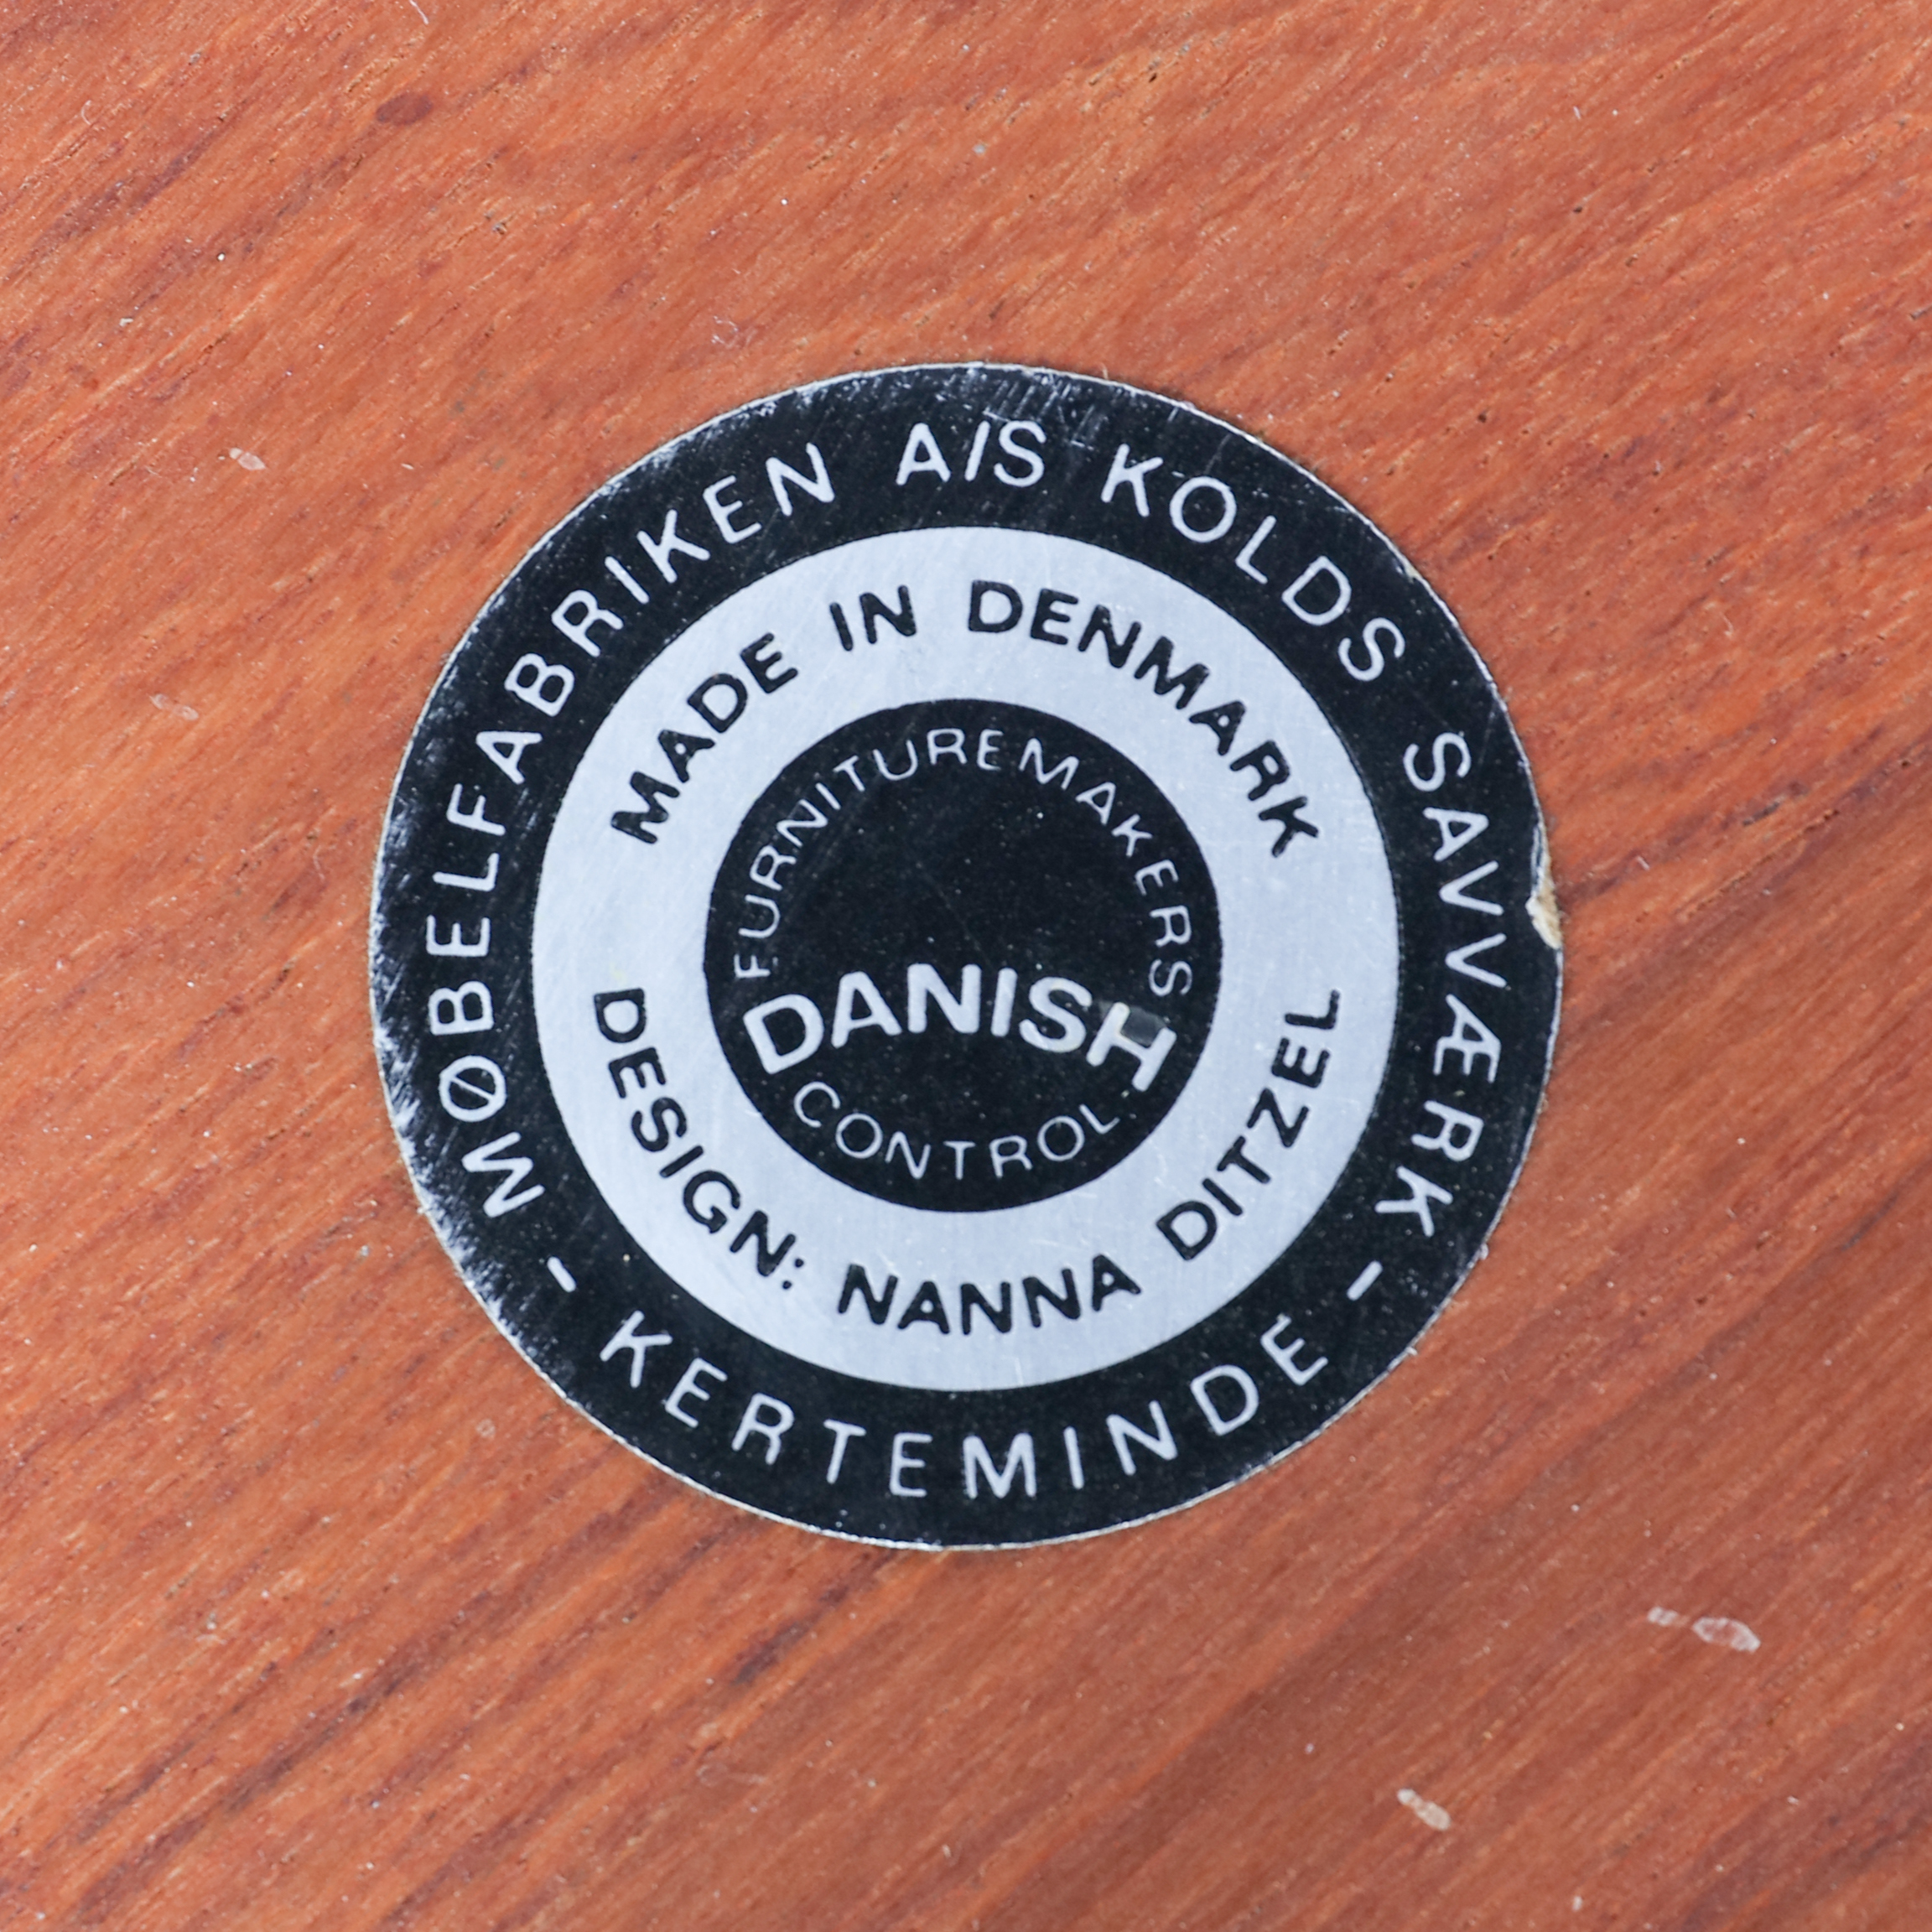 MØBELFABRIKEN A/S KOLDS SAVVÆRK
- KERTEMINDE -
MADE IN DENMARK
DESIGN: NANNA DITZEL
FURNITUREMAKERS
DANISH
CONTROL